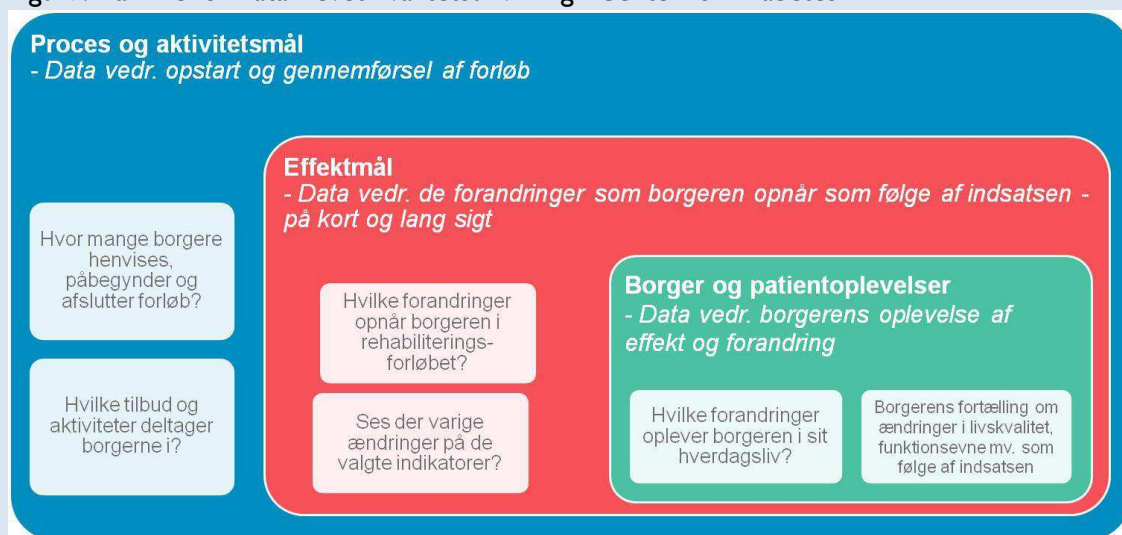 Proces og aktivitetsmål
- Data vedr. opstart og gennemførsel af forløb
Effektmål
- Data vedr. de forandringer som borgeren opnår som følge af indsatsen -
på kort og lang sigt
Hvor mange borgere
henvises,
påbegynder og
afslutter forløb?
Hvilke tilbud og
aktiviteter deltager
borgerne i?
Hvilke forandringer
opnår borgeren i
rehabiliterings-
forløbet?
Ses der varige
ændringer på de
valgte indikatorer?
Borger og patientoplevelser
- Data vedr. borgerens oplevelse af
effekt og forandring
Hvilke forandringer
oplever borgeren i sit
hverdagsliv?
Borgerens fortælling om
ændringer i livskvalitet,
funktionsevne mv. som
følge af indsatsen